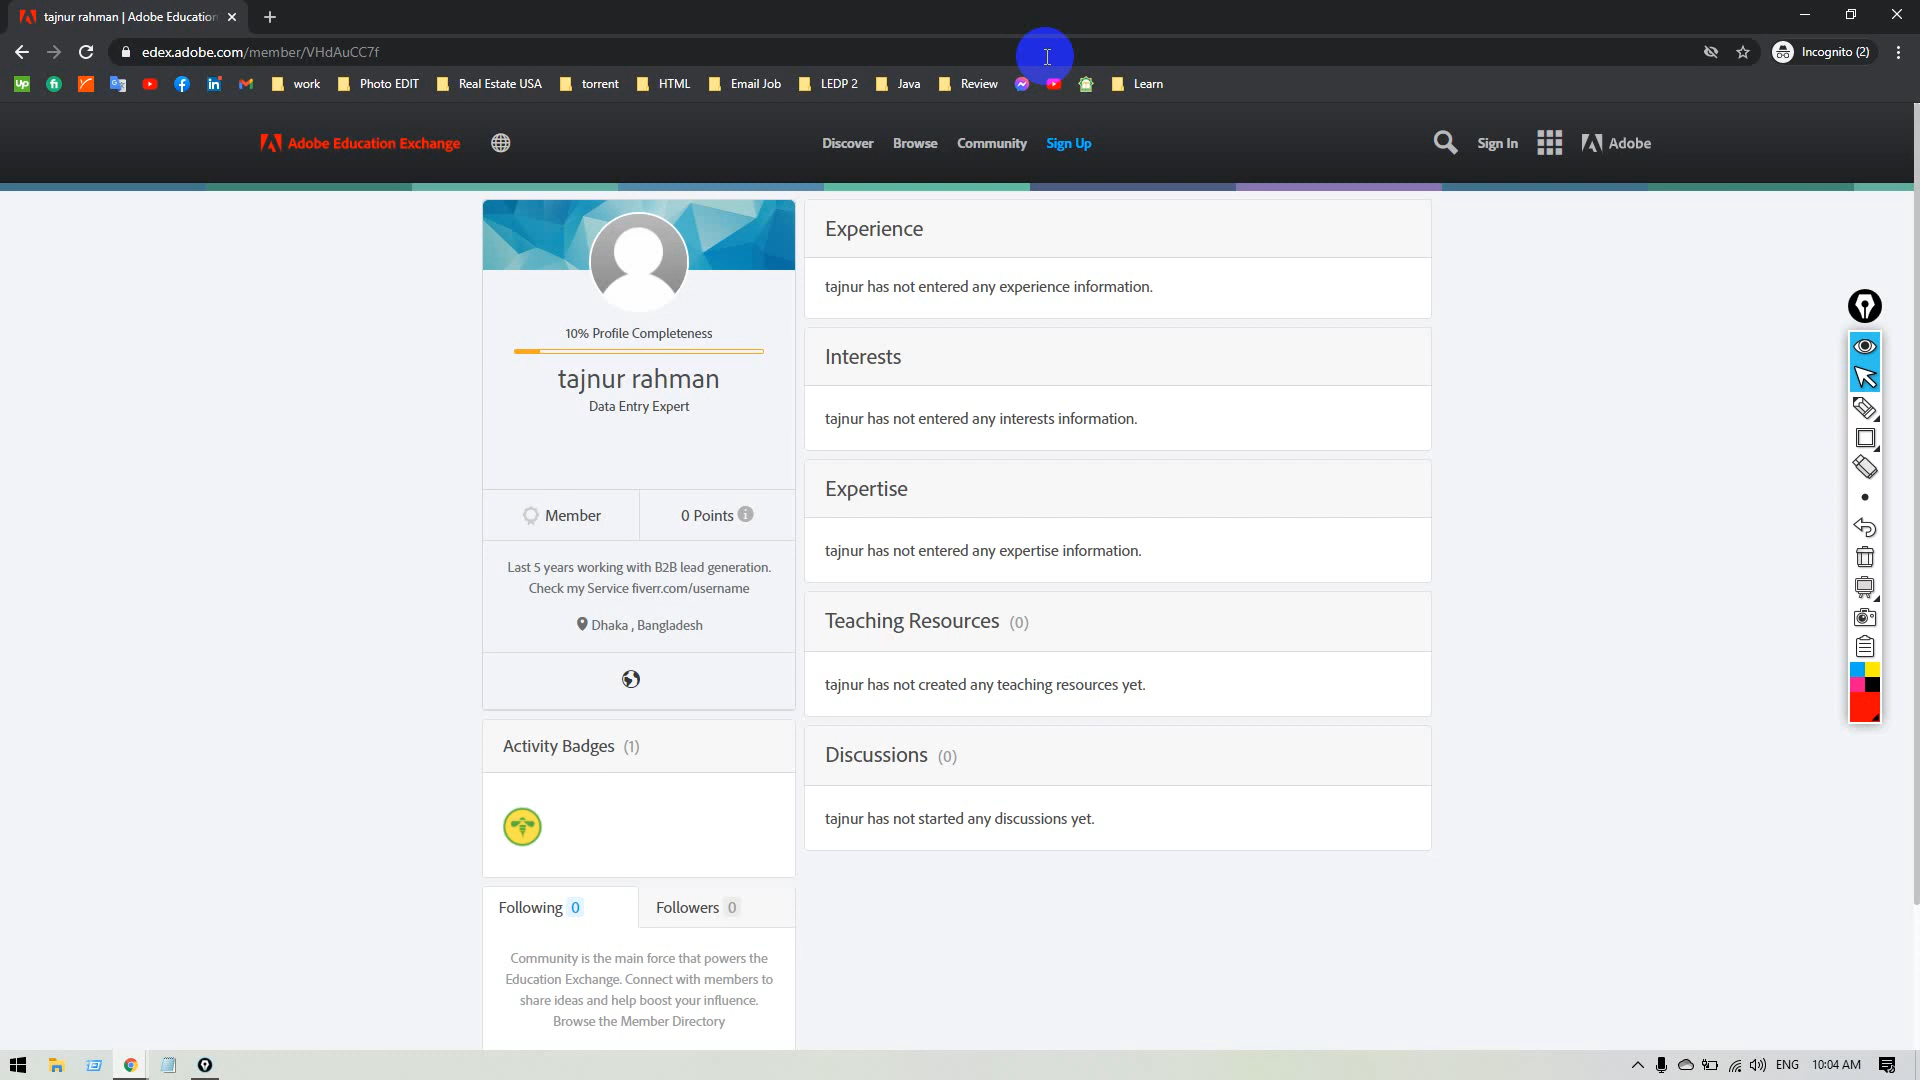 tajnur rahman | Adobe Education
edex.adobe.com/member/VHdAuCC7f
Incognito (2)
work
Photo EDIT
Real Estate USA
torrent
HTML
Email Job
LEDP 2
Java
Review
Learn
Adobe Education Exchange
Discover
Browse
Community
Sign Up
Sign In
Adobe
10% Profile Completeness
tajnur rahman
Data Entry Expert
Member
0 Points
Last 5 years working with B2B lead generation.
Check my Service fiverr.com/username
Dhaka , Bangladesh
Activity Badges (1)
Following 0
Followers 0
Community is the main force that powers the
Education Exchange. Connect with members to
share ideas and help boost your influence.
Browse the Member Directory
Experience
tajnur has not entered any experience information.
Interests
tajnur has not entered any interests information.
Expertise
tajnur has not entered any expertise information.
Teaching Resources (0)
tajnur has not created any teaching resources yet.
Discussions (0)
tajnur has not started any discussions yet.
ENG
10:04 AM